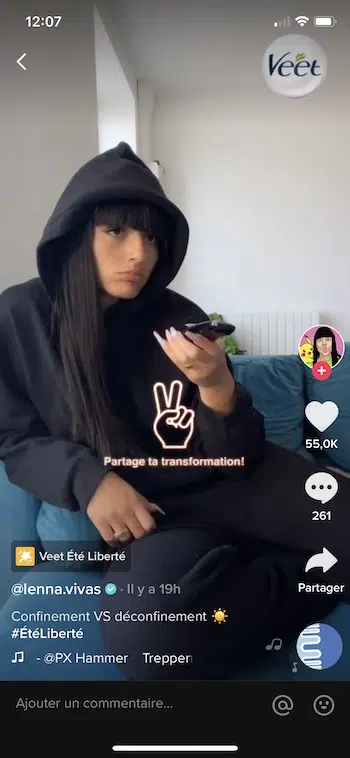 12:07
Veet
Partage ta transformation!
55,0K
261
Veet Été Liberté
@lenna.vivas · Il y a 19h
Partager
Confinement VS déconfinement ☀️
#ÉtéLiberté
- @PX Hammer Treppen
Ajouter un commentaire...